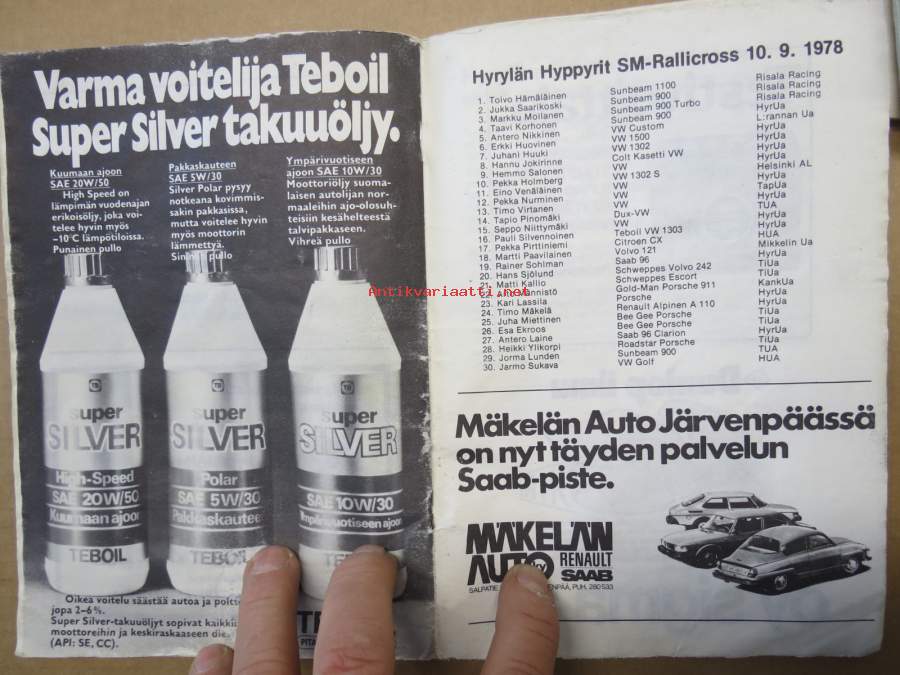 Varma voitelija Teboil
Super Silver takuuöljy.
Kuumaan ajoon
SAE 20W/50
High Speed on
lämpimän vuodenajan
erikoisöljy, joka voi-
telee hyvin myös
-10°C lämpötiloissa.
Punainen pullo
Pakkaskauteen
SAE 5W/30
Silver Polar pysyy
notkeana kovimmis-
sakin pakkasissa,
mutta voitelee hyvin
myös moottorin
lämmettyä.
pullo
Ympärivuotiseen
ajoon SAE 10W/30
Moottoriöljy suoma-
laisen autolijan nor-
maaleihin ajo-olosuh-
teisiin kesähelteestä
talvipakkaseen.
Vihreä pullo
TB
super
SILVER
High-Speed
SAE 20W/50
Kuumaan ajoon
TEBOIL
TB
super
SILVER
Polar
SAE 5W/30
Pakkaskauteen
TEBOIL
TB
super
SILVER
SAE 10W/30
Ympärivuotiseen ajoon
TEBOIL
Oikea voitelu säästää autoa ja
jopa 2-6%.
Super Silver-takuuöljyt sopivat
moottoreihin ja keskiraskaaseen
(API: SE, CC).
Antikvariaatti.net
Hyrylän Hyppyrit SM-Rallicross 10. 9. 1978
1. Toivo Hämäläinen Sunbeam 1100 Risala Racing
2. Jukka Saarikoski Sunbeam 900 Risala Racing
3. Markku Moilanen Sunbeam 900 Turbo Risala Racing
4. Taavi Korhonen Sunbeam 900 HyrUa
5. Antero Nikkinen VW Custom L:rannan Ua
6. Erkki Huovinen VW 1500 HyrUa
7. Juhani Huuki VW 1302 HyrUa
8. Hannu Jokirinne Colt Kasetti VW HyrUa
9. Hemmo Salonen VW HyrUa
10. Pekka Holmberg VW 1302 S Helsinki AL
11. Eino Venäläinen VW HyrUa
12. Pekka Nurminen VW TapUa
13. Timo Virtanen VW HyrUa
14. Tapio Pinomäki Dux-VW TUA
15. Seppo Niittymäki VW HyrUa
16. Pauli Silvennoinen Teboil VW 1303 HyrUa
17. Pekka Pirttiniemi Citroen CX HUA
18. Martti Paavilainen Volvo 121 Mikkelin Ua
19. Rainer Sohlman Saab 96 HyrUa
20. Hans Sjölund Schweppes Volvo 242 TiUa
21. Matti Kallio Schweppes Escort TiUa
22. Gold-Man Porsche 911 KankUa
23. Kari Lassila Porsche HyrUa
24. Timo Mäkelä Renault Alpinen A 110 HyrUa
25. Juha Miettinen Bee Gee Porsche TiUa
26. Esa Ekroos Bee Gee Porsche TiUa
27. Antero Laine Saab 96 Clarion HyrUa
28. Heikki Ylikorpi Roadstar Porsche TiUa
29. Jorma Lunden Sunbeam 900 TUA
30. Jarmo Sukava VW Golf HUA
Mäkelän Auto Järvenpäässä
on nyt täyden palvelun
Saab-piste.
MÄKELÄN
AUTO
RENAULT
SAAB
PUH. 280 533